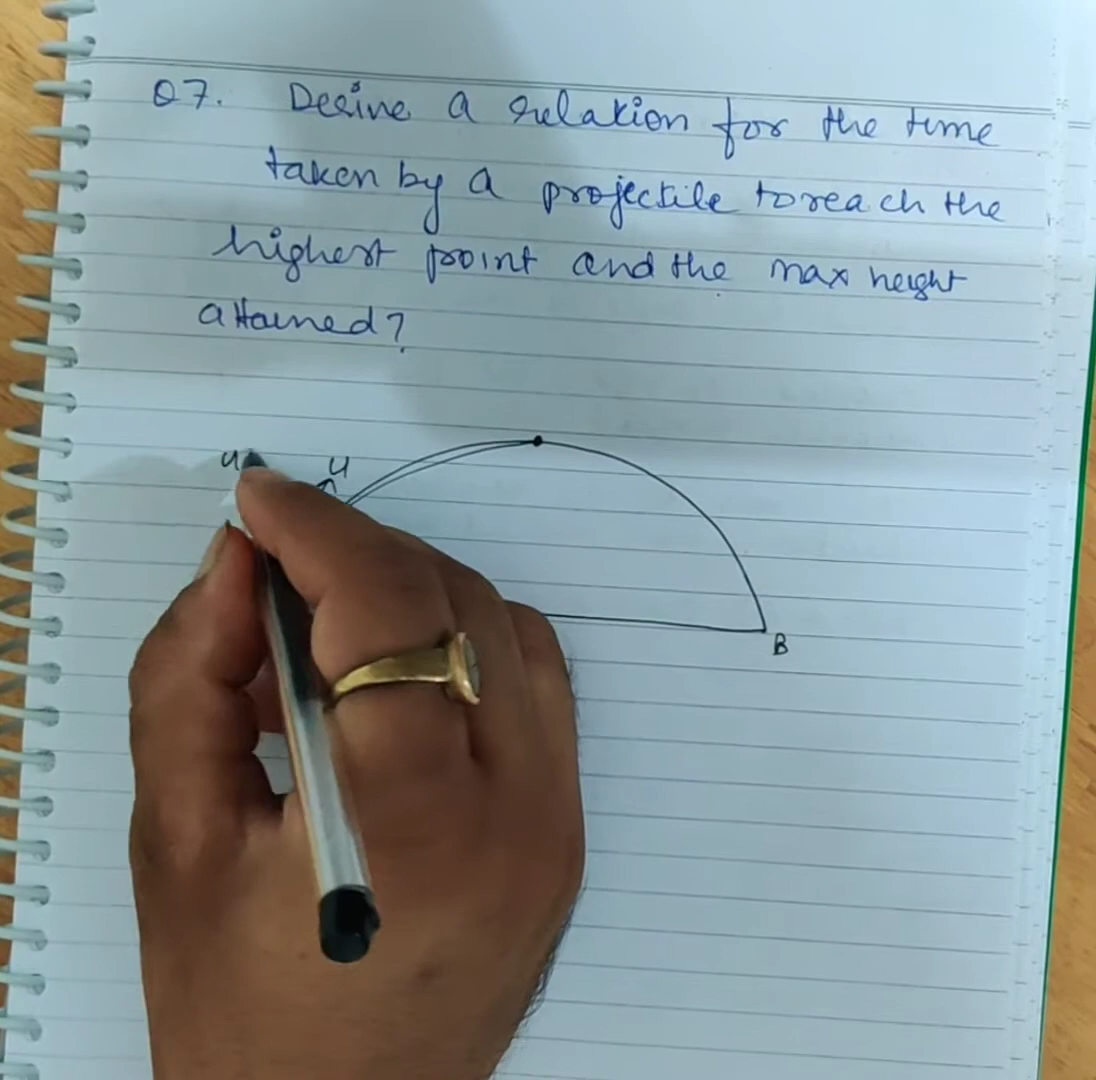 Q7. Derive a relation for the time
taken by a projectile to reach the
highest point and the max height
attained?
u u
B